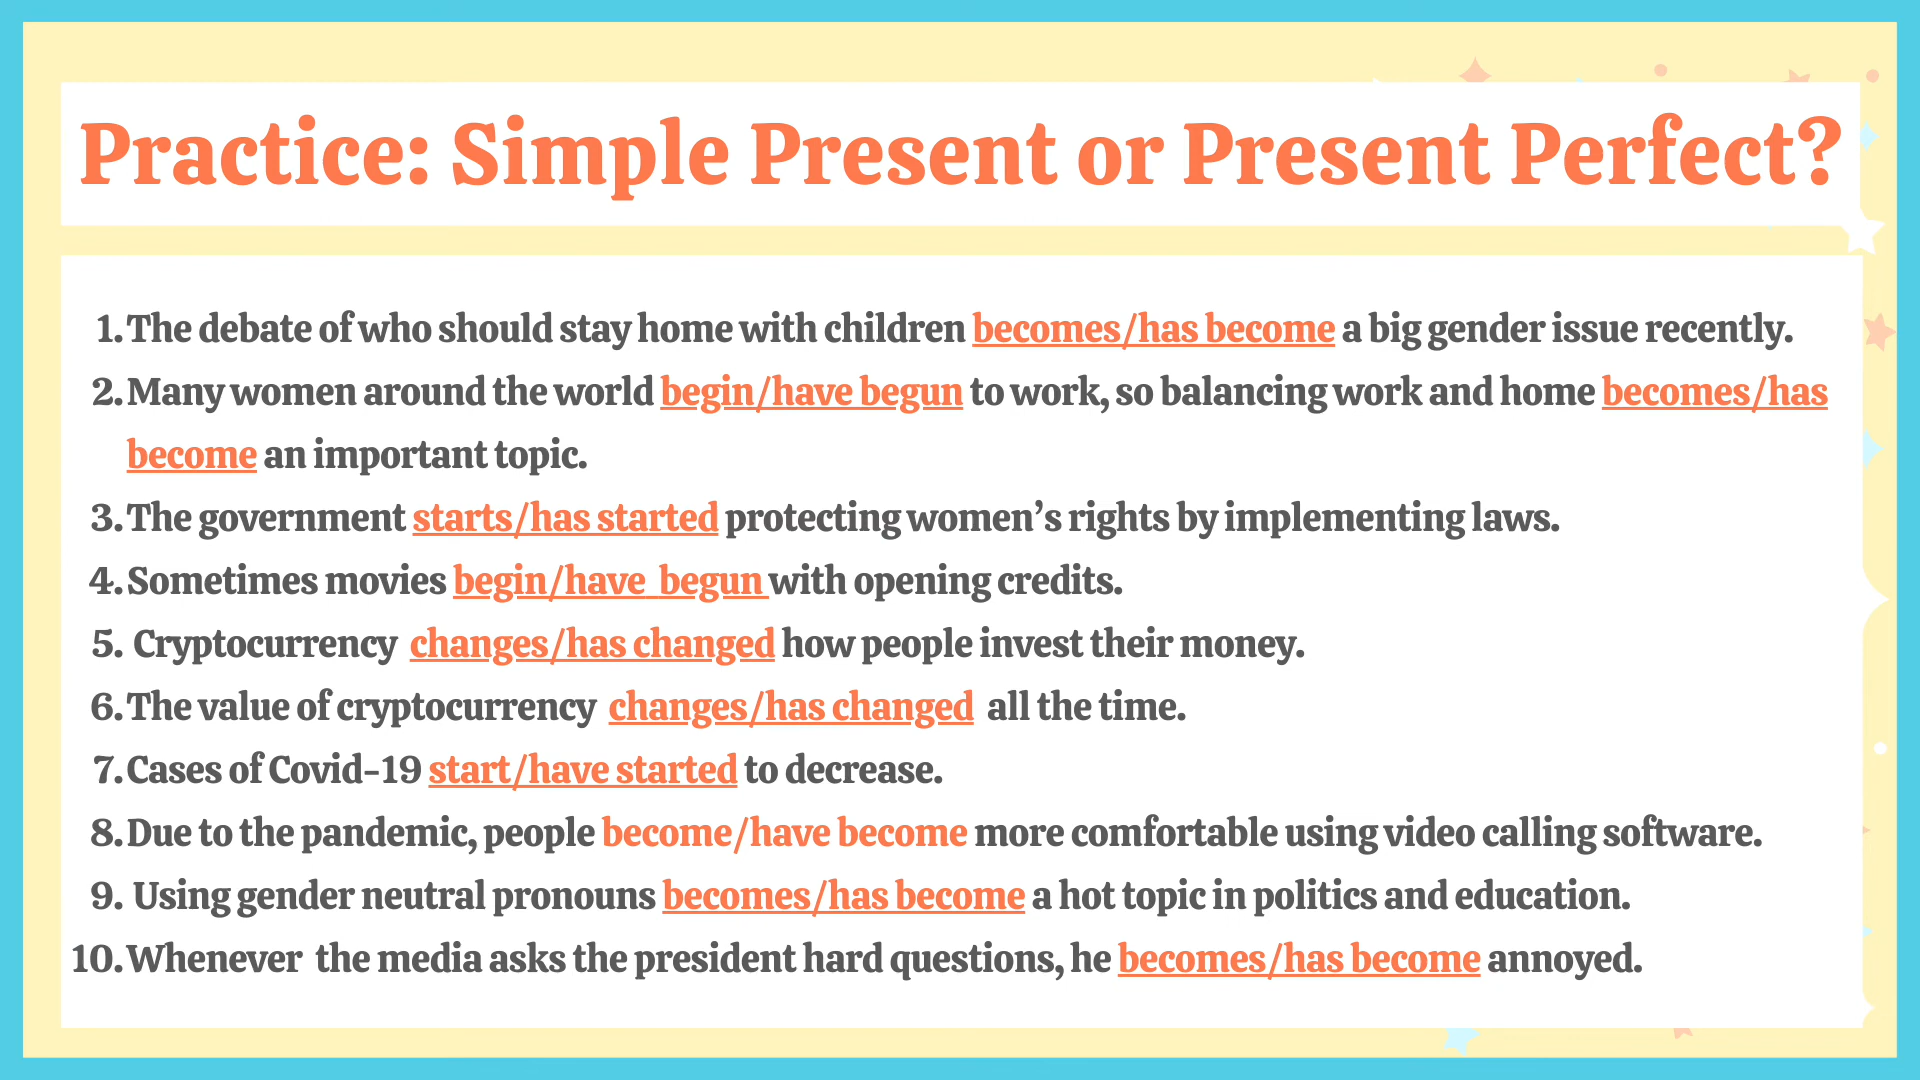 Practice: Simple Present or Present Perfect?
1. The debate of who should stay home with children becomes/has become a big gender issue recently.
2. Many women around the world begin/have begun to work, so balancing work and home becomes/has
become an important topic.
3. The government starts/has started protecting women’s rights by implementing laws.
4. Sometimes movies begin/have begun with opening credits.
5. Cryptocurrency changes/has changed how people invest their money.
6. The value of cryptocurrency changes/has changed all the time.
7. Cases of Covid-19 start/have started to decrease.
8. Due to the pandemic, people become/have become more comfortable using video calling software.
9. Using gender neutral pronouns becomes/has become a hot topic in politics and education.
10. Whenever the media asks the president hard questions, he becomes/has become annoyed.